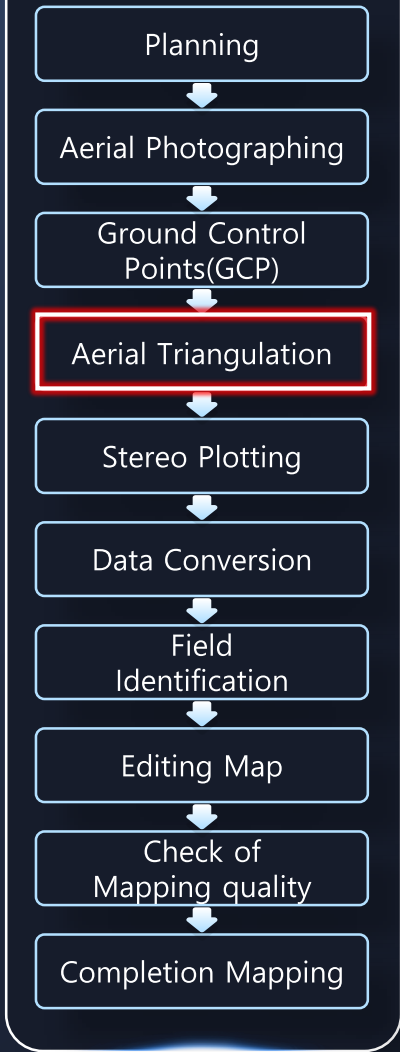 Planning
Aerial Photographing
Ground Control
Points(GCP)
Aerial Triangulation
Stereo Plotting
Data Conversion
Field
Identification
Editing Map
Check of
Mapping quality
Completion Mapping